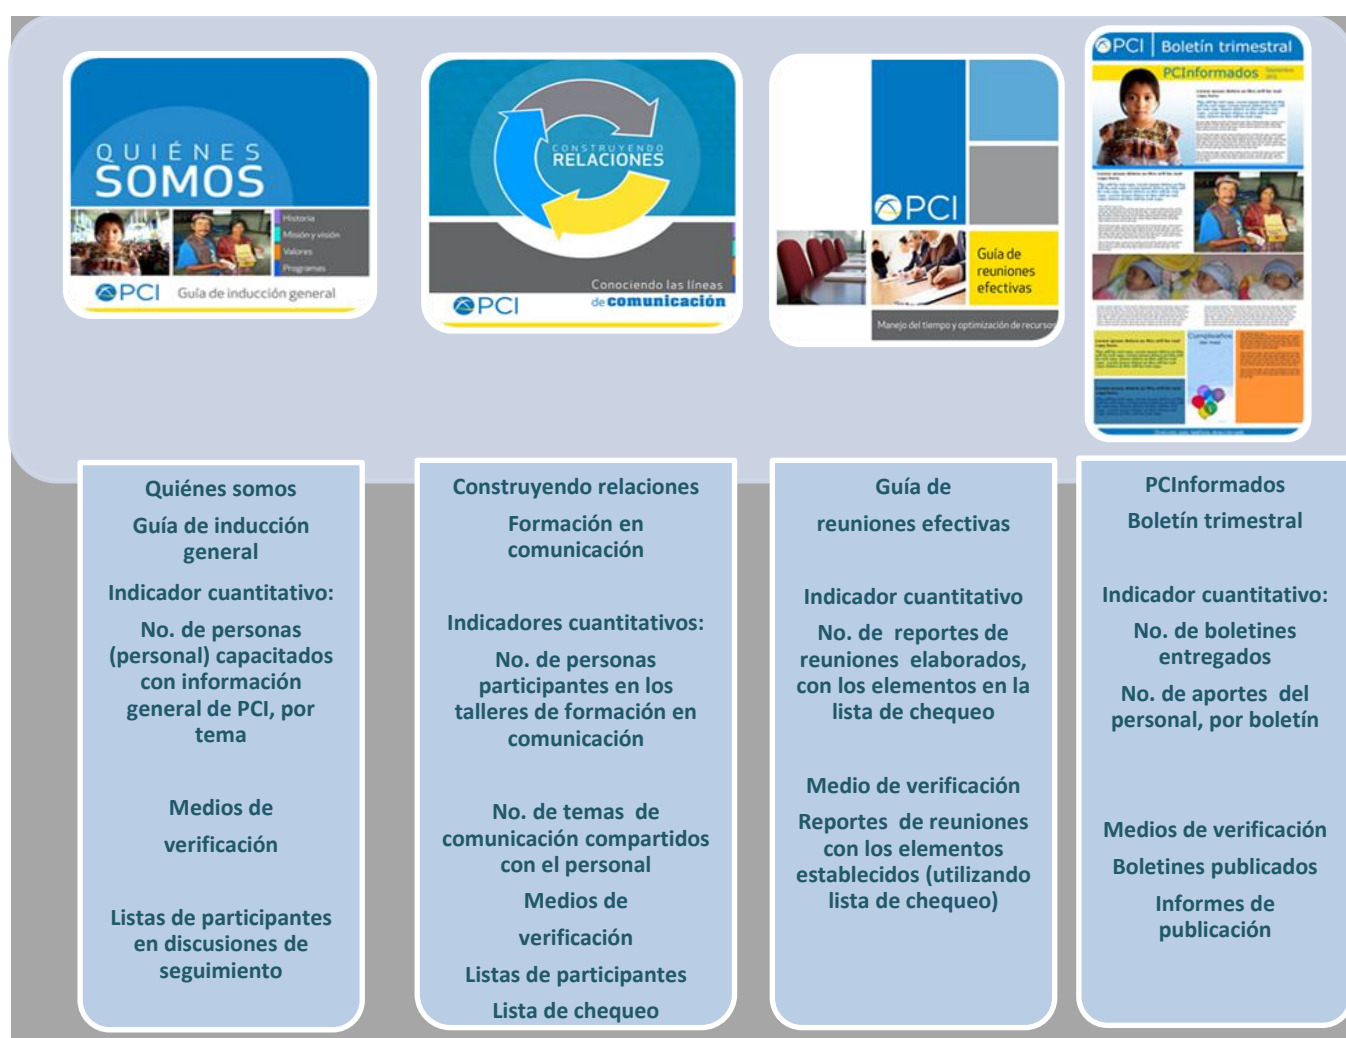 QUIÉNES
SOMOS
Historia
Misión y visión
Valores
Programas
PCI Guía de inducción general
CONSTRUYENDO
RELACIONES
Conociendo las líneas
de comunicación
PCI
PCI
Guía de
reuniones
efectivas
Manejo del tiempo y optimización de recursos
PCI Boletín trimestral
PCInformados
Cumpleaños
Quiénes somos
Guía de inducción
general
Indicador cuantitativo:
No. de personas
(personal) capacitados
con información
general de PCI, por
tema
Medios de
verificación
Listas de participantes
en discusiones de
seguimiento
Construyendo relaciones
Formación en
comunicación
Indicadores cuantitativos:
No. de personas
participantes en los
talleres de formación en
comunicación
No. de temas de
comunicación compartidos
con el personal
Medios de
verificación
Listas de participantes
Lista de chequeo
Guía de
reuniones efectivas
Indicador cuantitativo
No. de reportes de
reuniones elaborados,
con los elementos en la
lista de chequeo
Medio de verificación
Reportes de reuniones
con los elementos
establecidos (utilizando
lista de chequeo)
PCInformados
Boletín trimestral
Indicador cuantitativo:
No. de boletines
entregados
No. de aportes del
personal, por boletín
Medios de verificación
Boletines publicados
Informes de
publicación